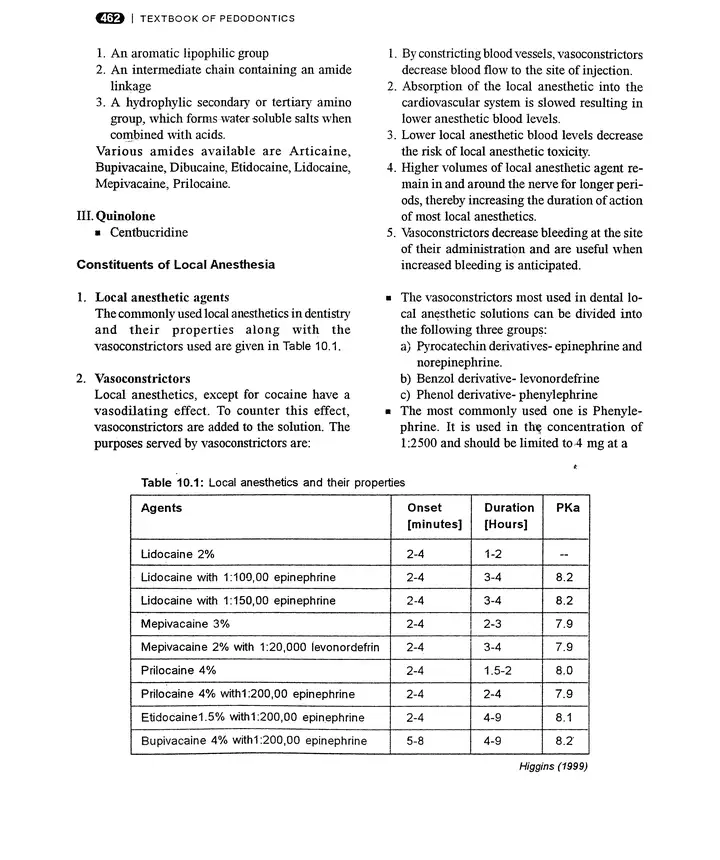 462 | TEXTBOOK OF PEDODONTICS
1. An aromatic lipophilic group
2. An intermediate chain containing an amide
linkage
3. A hydrophylic secondary or tertiary amino
group, which forms water soluble salts when
combined with acids.
Various amides available are Articaine,
Bupivacaine, Dibucaine, Etidocaine, Lidocaine,
Mepivacaine, Prilocaine.
III. Quinolone
▪ Centbucridine
Constituents of Local Anesthesia
1. Local anesthetic agents
The commonly used local anesthetics in dentistry
and their properties along with the
vasoconstrictors used are given in Table 10.1.
2. Vasoconstrictors
Local anesthetics, except for cocaine have a
vasodilating effect. To counter this effect,
vasoconstrictors are added to the solution. The
purposes served by vasoconstrictors are:
1. By constricting blood vessels, vasoconstrictors
decrease blood flow to the site of injection.
2. Absorption of the local anesthetic into the
cardiovascular system is slowed resulting in
lower anesthetic blood levels.
3. Lower local anesthetic blood levels decrease
the risk of local anesthetic toxicity.
4. Higher volumes of local anesthetic agent re-
main in and around the nerve for longer peri-
ods, thereby increasing the duration of action
of most local anesthetics.
5. Vasoconstrictors decrease bleeding at the site
of their administration and are useful when
increased bleeding is anticipated.
▪ The vasoconstrictors most used in dental lo-
cal anesthetic solutions can be divided into
the following three groups:
a) Pyrocatechin derivatives- epinephrine and
norepinephrine.
b) Benzol derivative- levonordefrine
c) Phenol derivative- phenylephrine
▪ The most commonly used one is Phenyle-
phrine. It is used in the concentration of
1:2500 and should be limited to 4 mg at a
Table 10.1: Local anesthetics and their properties
Agents Onset Duration PKa
[minutes] [Hours]
Lidocaine 2% 2-4 1-2 --
Lidocaine with 1:100,00 epinephrine 2-4 3-4 8.2
Lidocaine with 1:150,00 epinephrine 2-4 3-4 8.2
Mepivacaine 3% 2-4 2-3 7.9
Mepivacaine 2% with 1:20,000 levonordefrin 2-4 3-4 7.9
Prilocaine 4% 2-4 1.5-2 8.0
Prilocaine 4% with1:200,00 epinephrine 2-4 2-4 7.9
Etidocaine1.5% with1:200,00 epinephrine 2-4 4-9 8.1
Bupivacaine 4% with1:200,00 epinephrine 5-8 4-9 8.2
Higgins (1999)